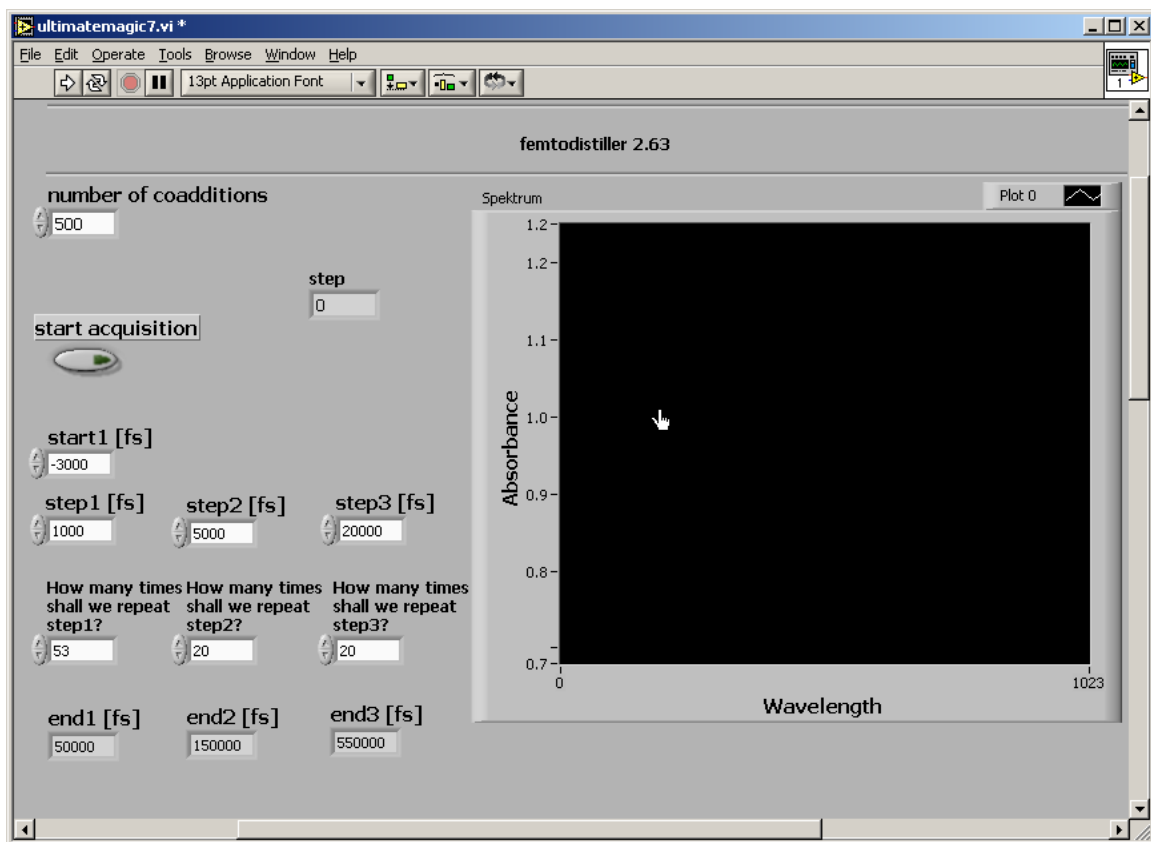 ultimatemagic7.vi *
File Edit Operate Tools Browse Window Help
13pt Application Font
1
femtodistiller 2.63
number of coadditions
500
step
0
start acquisition
start1 [fs]
-3000
step1 [fs] step2 [fs] step3 [fs]
1000 5000 20000
How many times How many times How many times
shall we repeat shall we repeat shall we repeat
step1? step2? step3?
53 20 20
end1 [fs] end2 [fs] end3 [fs]
50000 150000 550000
Spektrum
Plot 0
1.2
1.2
1.1
1.0
0.9
0.8
0.7
Absorbance
0 1023
Wavelength